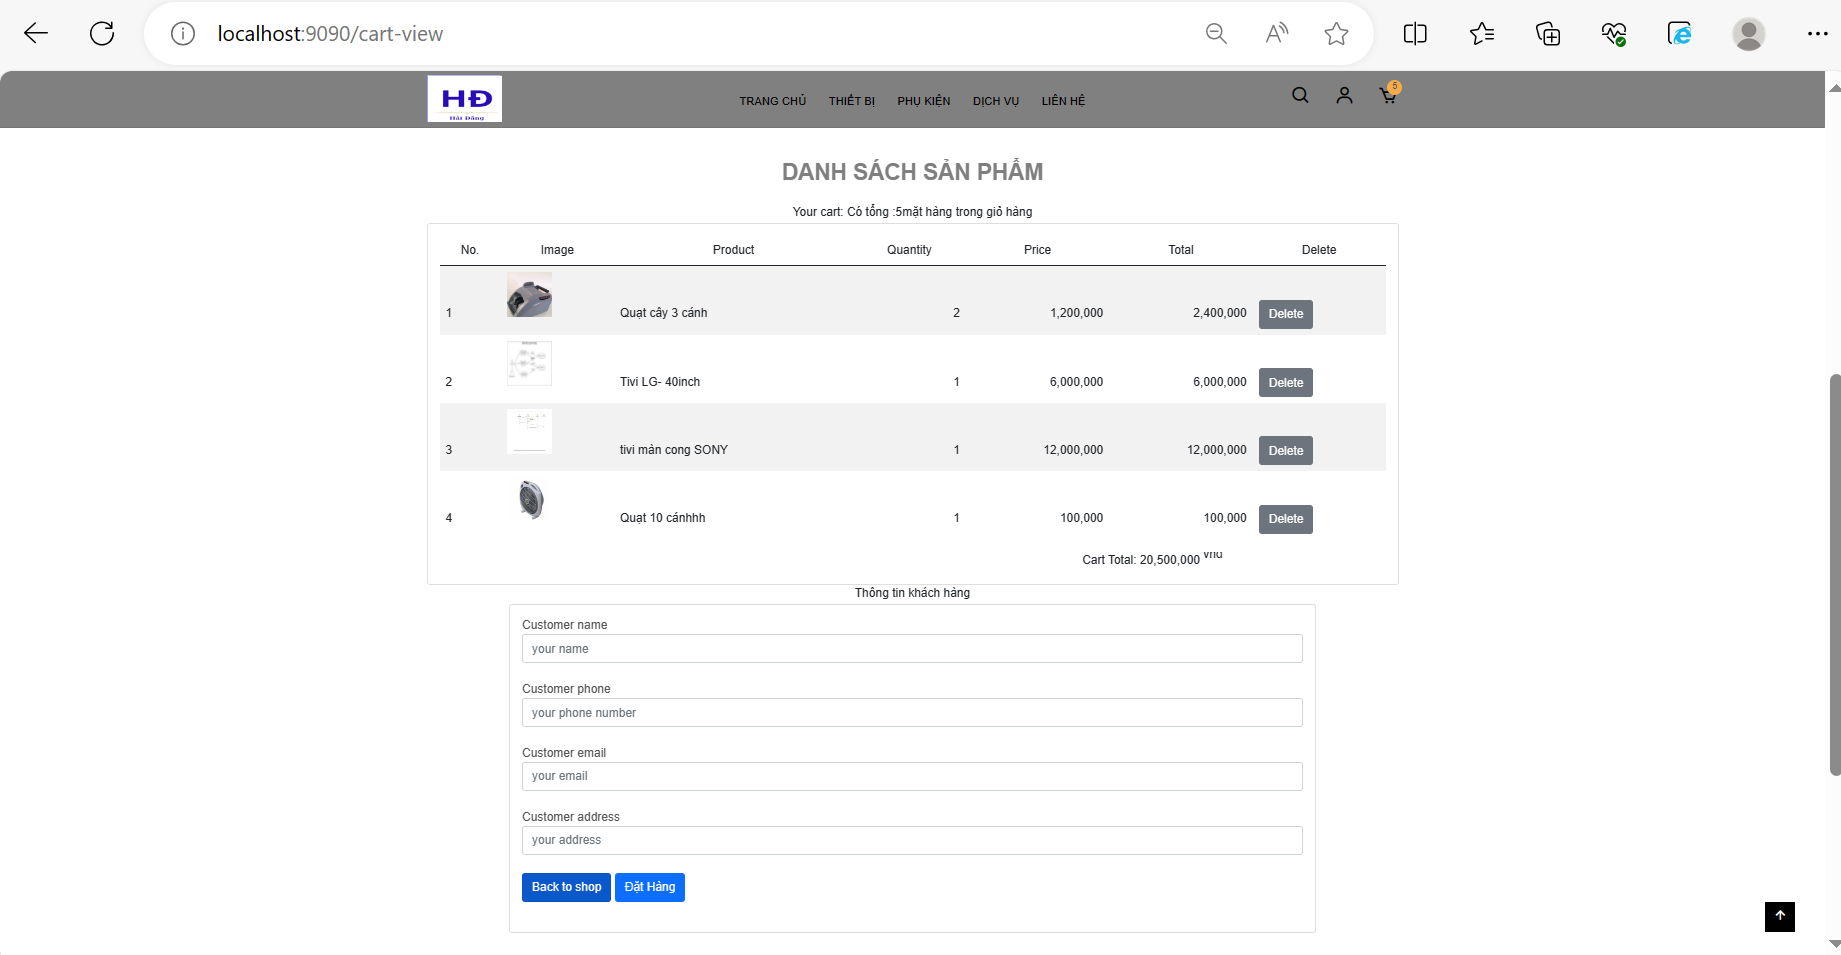 localhost:9090/cart-view
HĐ
Hải Đăng
TRANG CHỦ THIẾT BỊ PHỤ KIỆN DỊCH VỤ LIÊN HỆ
5
DANH SÁCH SẢN PHẨM
Your cart: Có tổng :5mặt hàng trong giỏ hàng
No. Image Product Quantity Price Total Delete
1 Quạt cây 3 cánh 2 1,200,000 2,400,000 Delete
2 Tivi LG- 40inch 1 6,000,000 6,000,000 Delete
3 tivi màn cong SONY 1 12,000,000 12,000,000 Delete
4 Quạt 10 cánhhh 1 100,000 100,000 Delete
Cart Total: 20,500,000 vnd
Thông tin khách hàng
Customer name
your name
Customer phone
your phone number
Customer email
your email
Customer address
your address
Back to shop Đặt Hàng